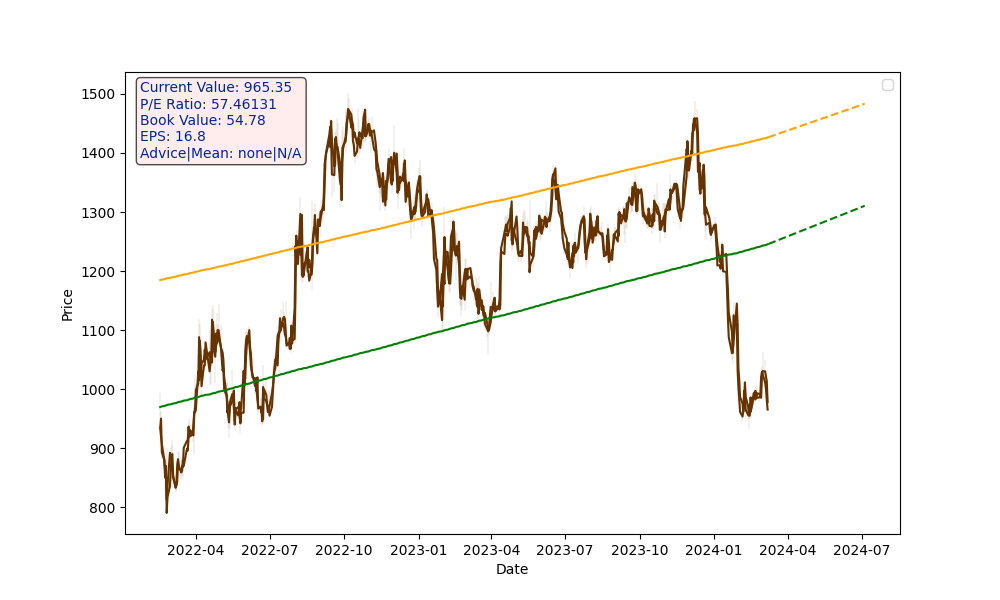 Current Value: 965.35
P/E Ratio: 57.46131
Book Value: 54.78
EPS: 16.8
Advice|Mean: none|N/A
1500
1400
1300
1200
1100
1000
900
800
Price
2022-04 2022-07 2022-10 2023-01 2023-04 2023-07 2023-10 2024-01 2024-04 2024-07
Date